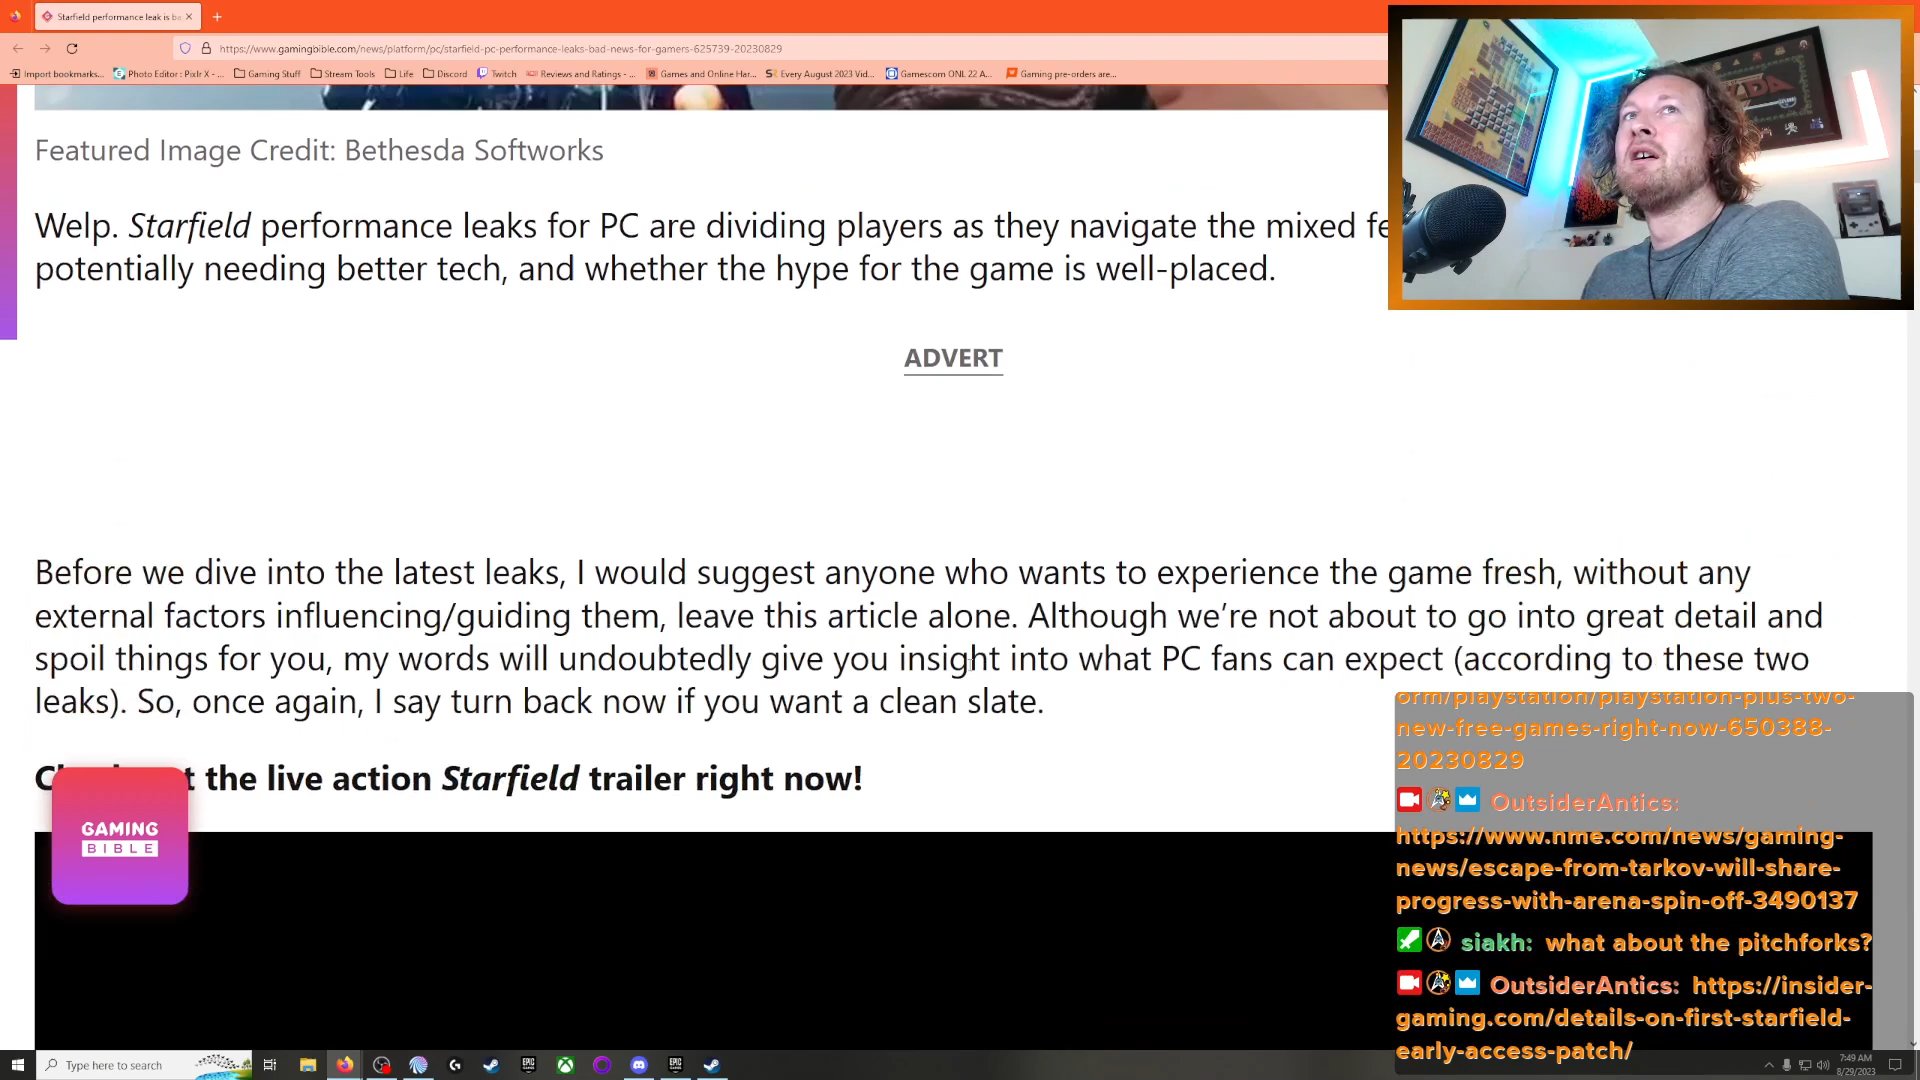 Starfield performance leak is ba
https://www.gamingbible.com/news/platform/pc/starfield-pc-performance-leaks-bad-news-for-gamers-625739-20230829
Import bookmarks... Photo Editor : Pixlr X - ... Gaming Stuff Stream Tools Life Discord Twitch Reviews and Ratings - ... Games and Online Har... Every August 2023 Vid... Gamescom ONL 22 A... Gaming pre-orders are...
Featured Image Credit: Bethesda Softworks
Welp. Starfield performance leaks for PC are dividing players as they navigate the mixed fe
potentially needing better tech, and whether the hype for the game is well-placed.
ADVERT
Before we dive into the latest leaks, I would suggest anyone who wants to experience the game fresh, without any
external factors influencing/guiding them, leave this article alone. Although we’re not about to go into great detail and
spoil things for you, my words will undoubtedly give you insight into what PC fans can expect (according to these two
leaks). So, once again, I say turn back now if you want a clean slate.
t the live action Starfield trailer right now!
GAMING
BIBLE
orm/playstation/playstation-plus-two-
new-free-games-right-now-650388-
20230829
OutsiderAntics:
https://www.nme.com/news/gaming-
news/escape-from-tarkov-will-share-
progress-with-arena-spin-off-3490137
siakh: what about the pitchforks?
OutsiderAntics: https://insider-
gaming.com/details-on-first-starfield-
early-access-patch/
Type here to search
7:49 AM
8/29/2023